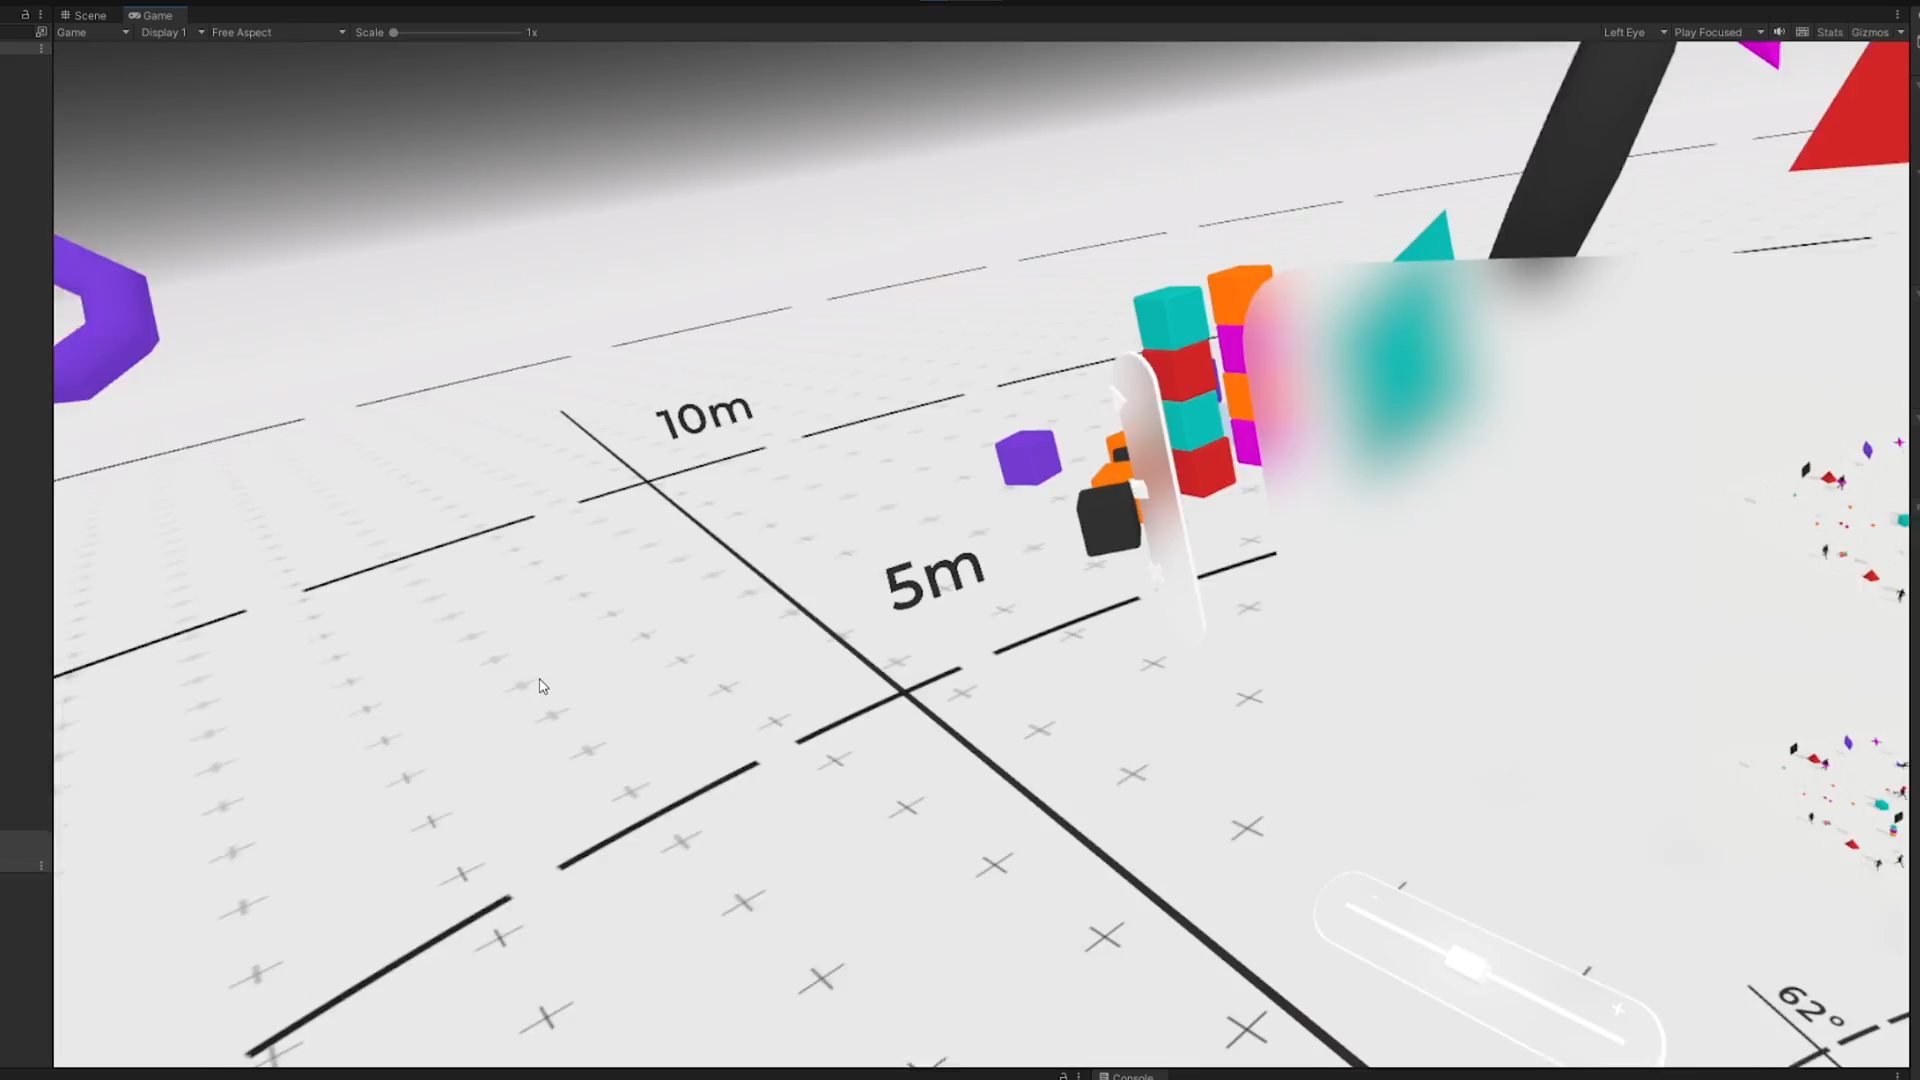 Scene Game
Game Display 1 Free Aspect Scale 1x Left Eye Play Focused Stats Gizmos
10m
5m
62°
Console